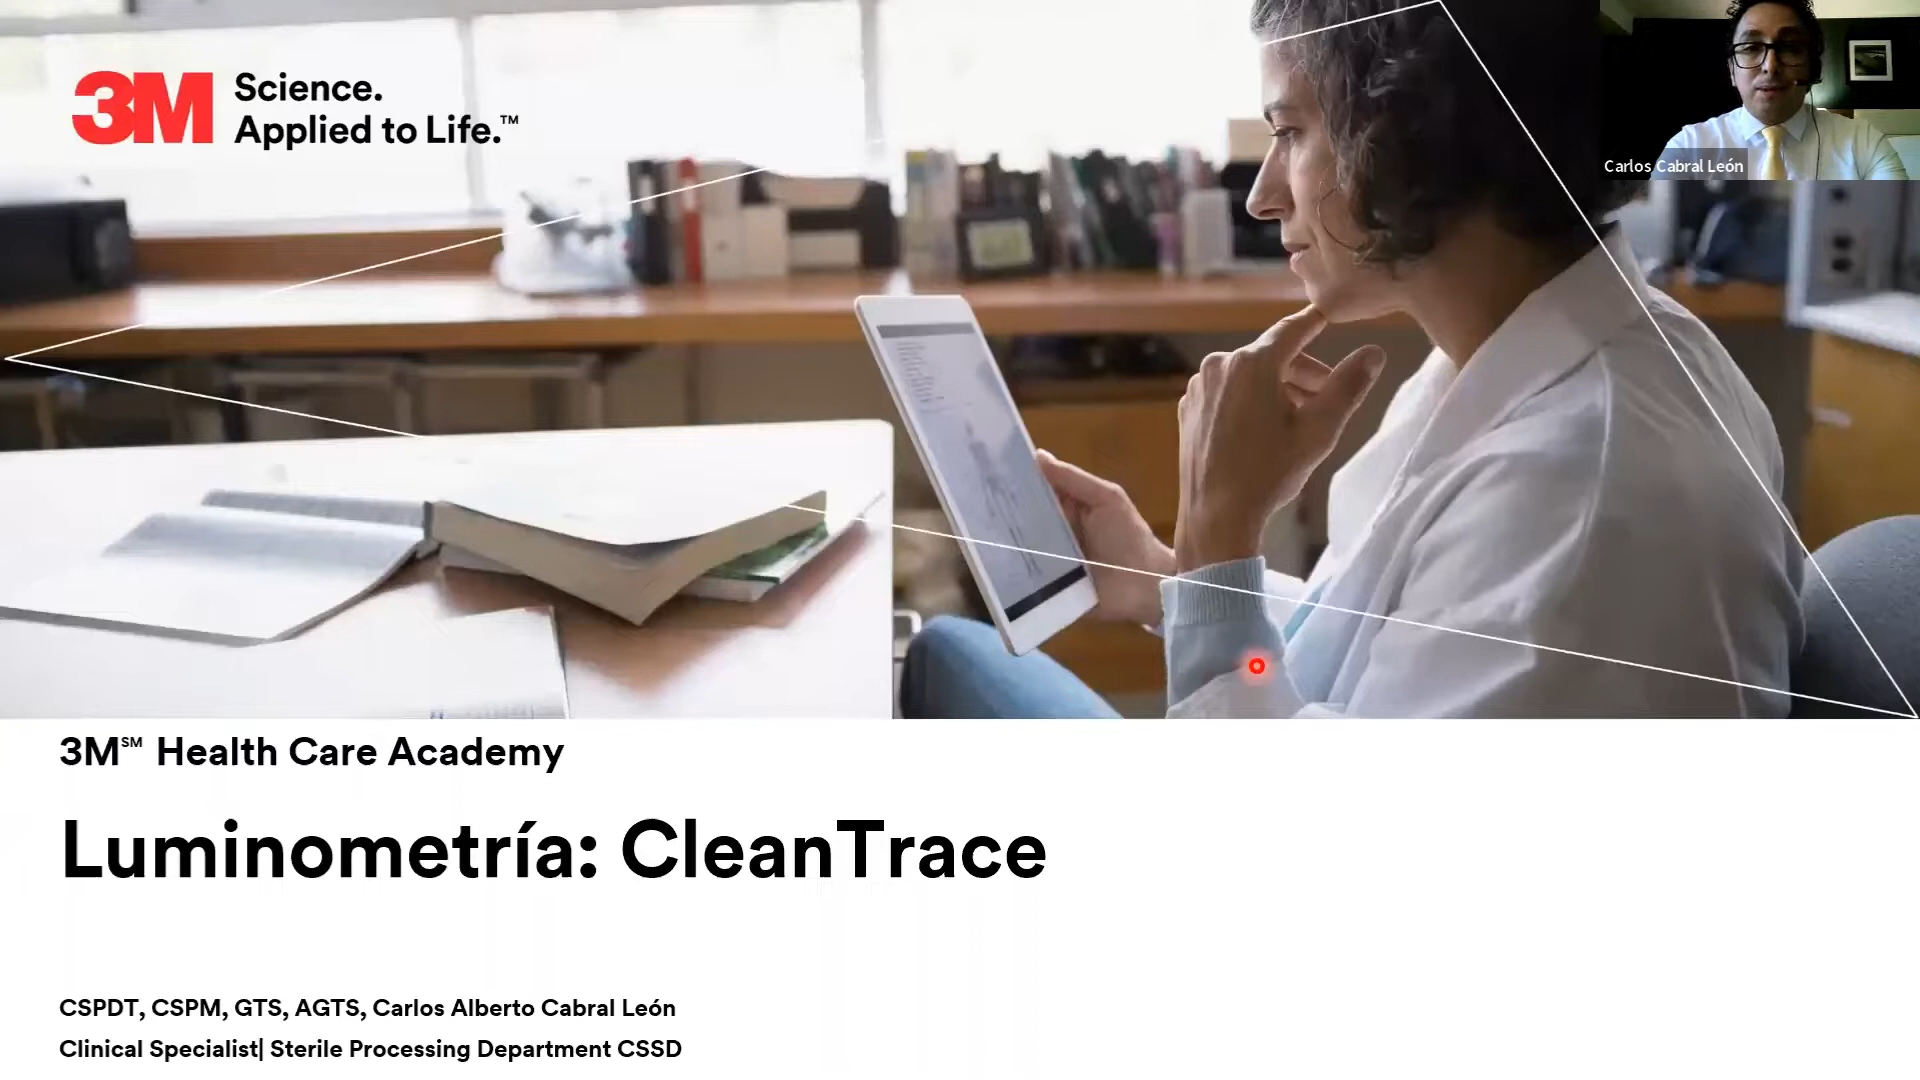 3M Science.
Applied to Life.™
Carlos Cabral León
3M℠ Health Care Academy
Luminometría: CleanTrace
CSPDT, CSPM, GTS, AGTS, Carlos Alberto Cabral León
Clinical Specialist| Sterile Processing Department CSSD